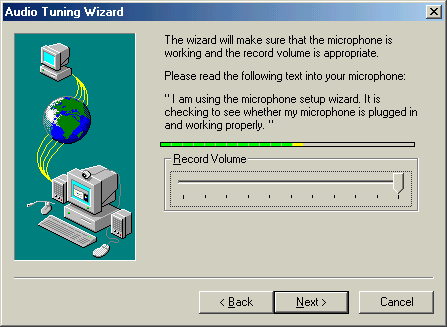 Audio Tuning Wizard
The wizard will make sure that the microphone is
working and the record volume is appropriate.
Please read the following text into your microphone:
" I am using the microphone setup wizard. It is
checking to see whether my microphone is plugged in
and working properly. "
Record Volume
< Back
Next >
Cancel